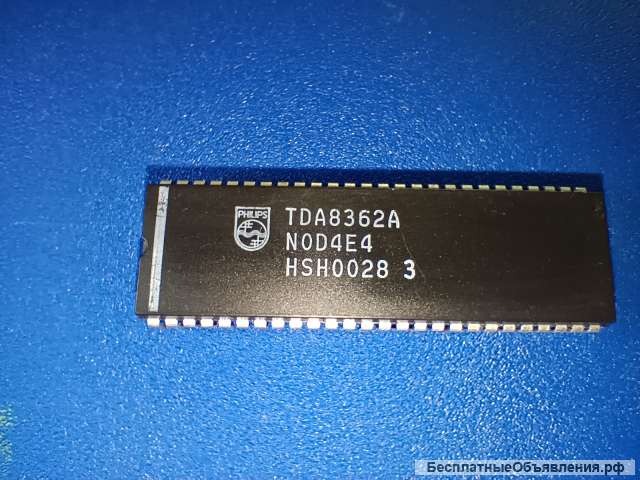 PHILIPS
TDA8362A
N0D4E4
HSH0028 3
БесплатныеОбъявления.рф